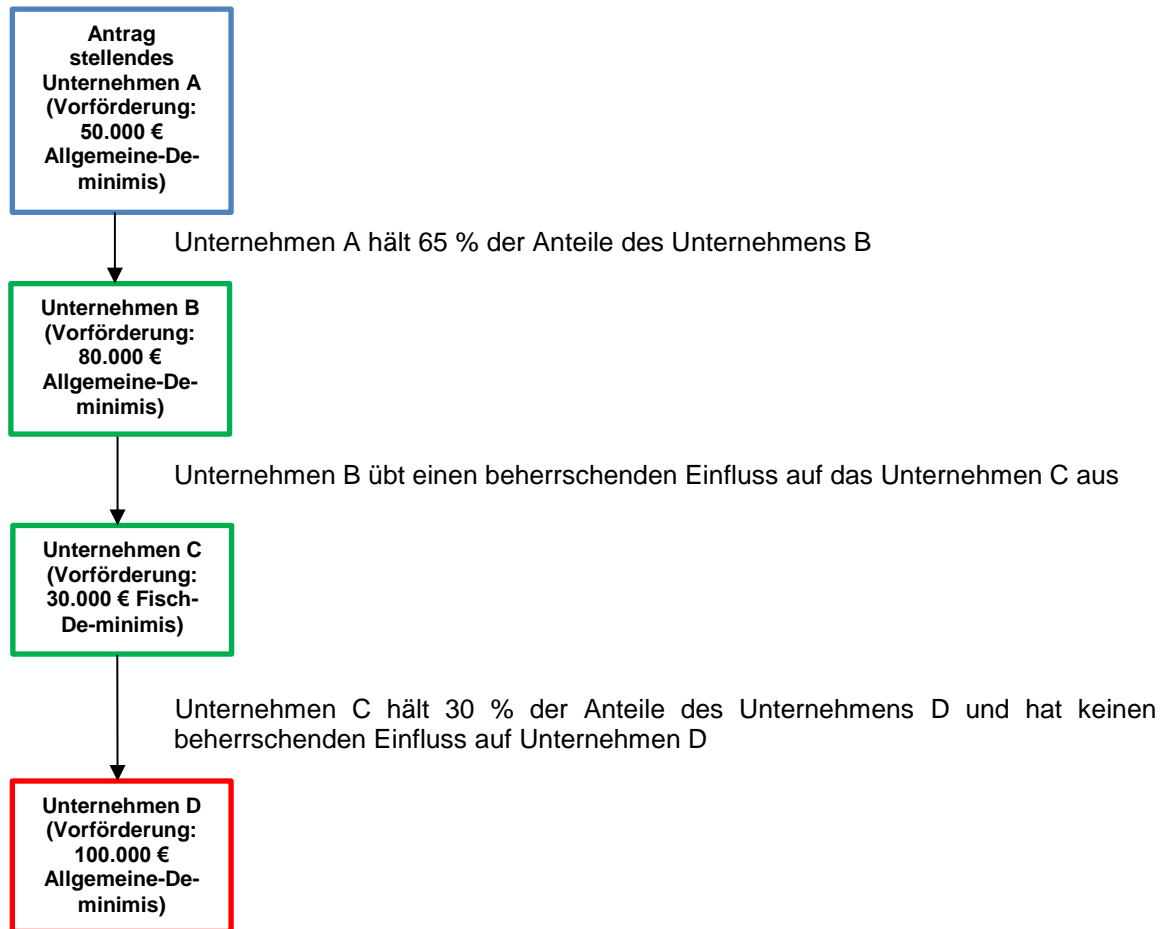 Antrag
stellendes
Unternehmen A
(Vorförderung:
50.000 €
Allgemeine-De-
minimis)
Unternehmen A hält 65 % der Anteile des Unternehmens B
Unternehmen B
(Vorförderung:
80.000 €
Allgemeine-De-
minimis)
Unternehmen B übt einen beherrschenden Einfluss auf das Unternehmen C aus
Unternehmen C
(Vorförderung:
30.000 € Fisch-
De-minimis)
Unternehmen C hält 30 % der Anteile des Unternehmens D und hat keinen
beherrschenden Einfluss auf Unternehmen D
Unternehmen D
(Vorförderung:
100.000 €
Allgemeine-De-
minimis)